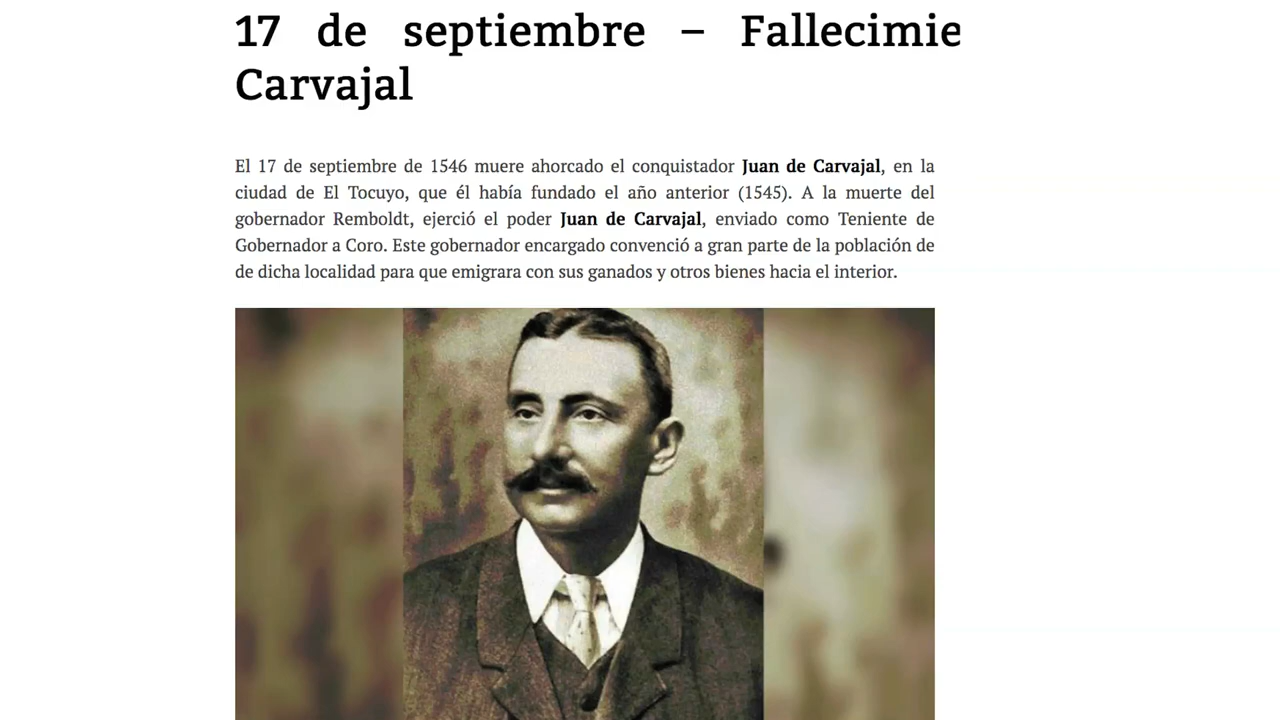 17 de septiembre – Fallecimie
Carvajal
El 17 de septiembre de 1546 muere ahorcado el conquistador Juan de Carvajal, en la
ciudad de El Tocuyo, que él había fundado el año anterior (1545). A la muerte del
gobernador Remboldt, ejerció el poder Juan de Carvajal, enviado como Teniente de
Gobernador a Coro. Este gobernador encargado convenció a gran parte de la población de
de dicha localidad para que emigrara con sus ganados y otros bienes hacia el interior.